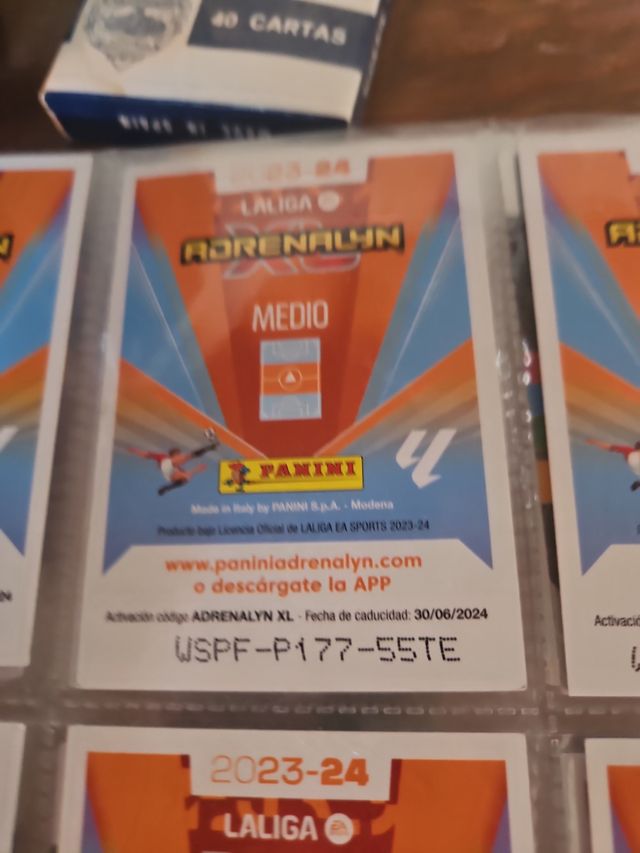 40 CARTAS
2023-24
LALIGA
ADRENALYN
XL
MEDIO
PANINI
Made in Italy by PANINI S.p.A. - Modena
Producto bajo Licencia Oficial de LALIGA EA SPORTS 2023-24
www.paniniadrenalyn.com
o descárgate la APP
Activación código ADRENALYN XL - Fecha de caducidad: 30/06/2024
WSPF-P177-55TE
Activació
2023-24
LALIGA